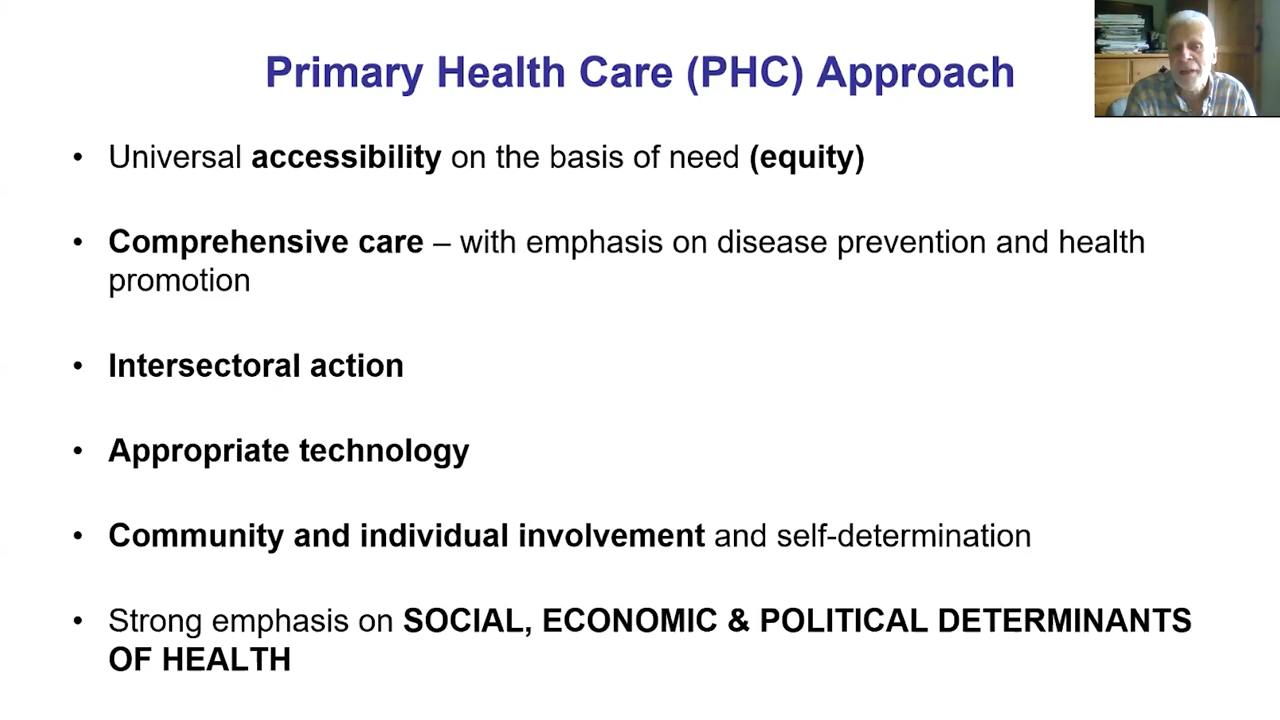 Primary Health Care (PHC) Approach
• Universal accessibility on the basis of need (equity)
• Comprehensive care – with emphasis on disease prevention and health
promotion
• Intersectoral action
• Appropriate technology
• Community and individual involvement and self-determination
• Strong emphasis on SOCIAL, ECONOMIC & POLITICAL DETERMINANTS
OF HEALTH